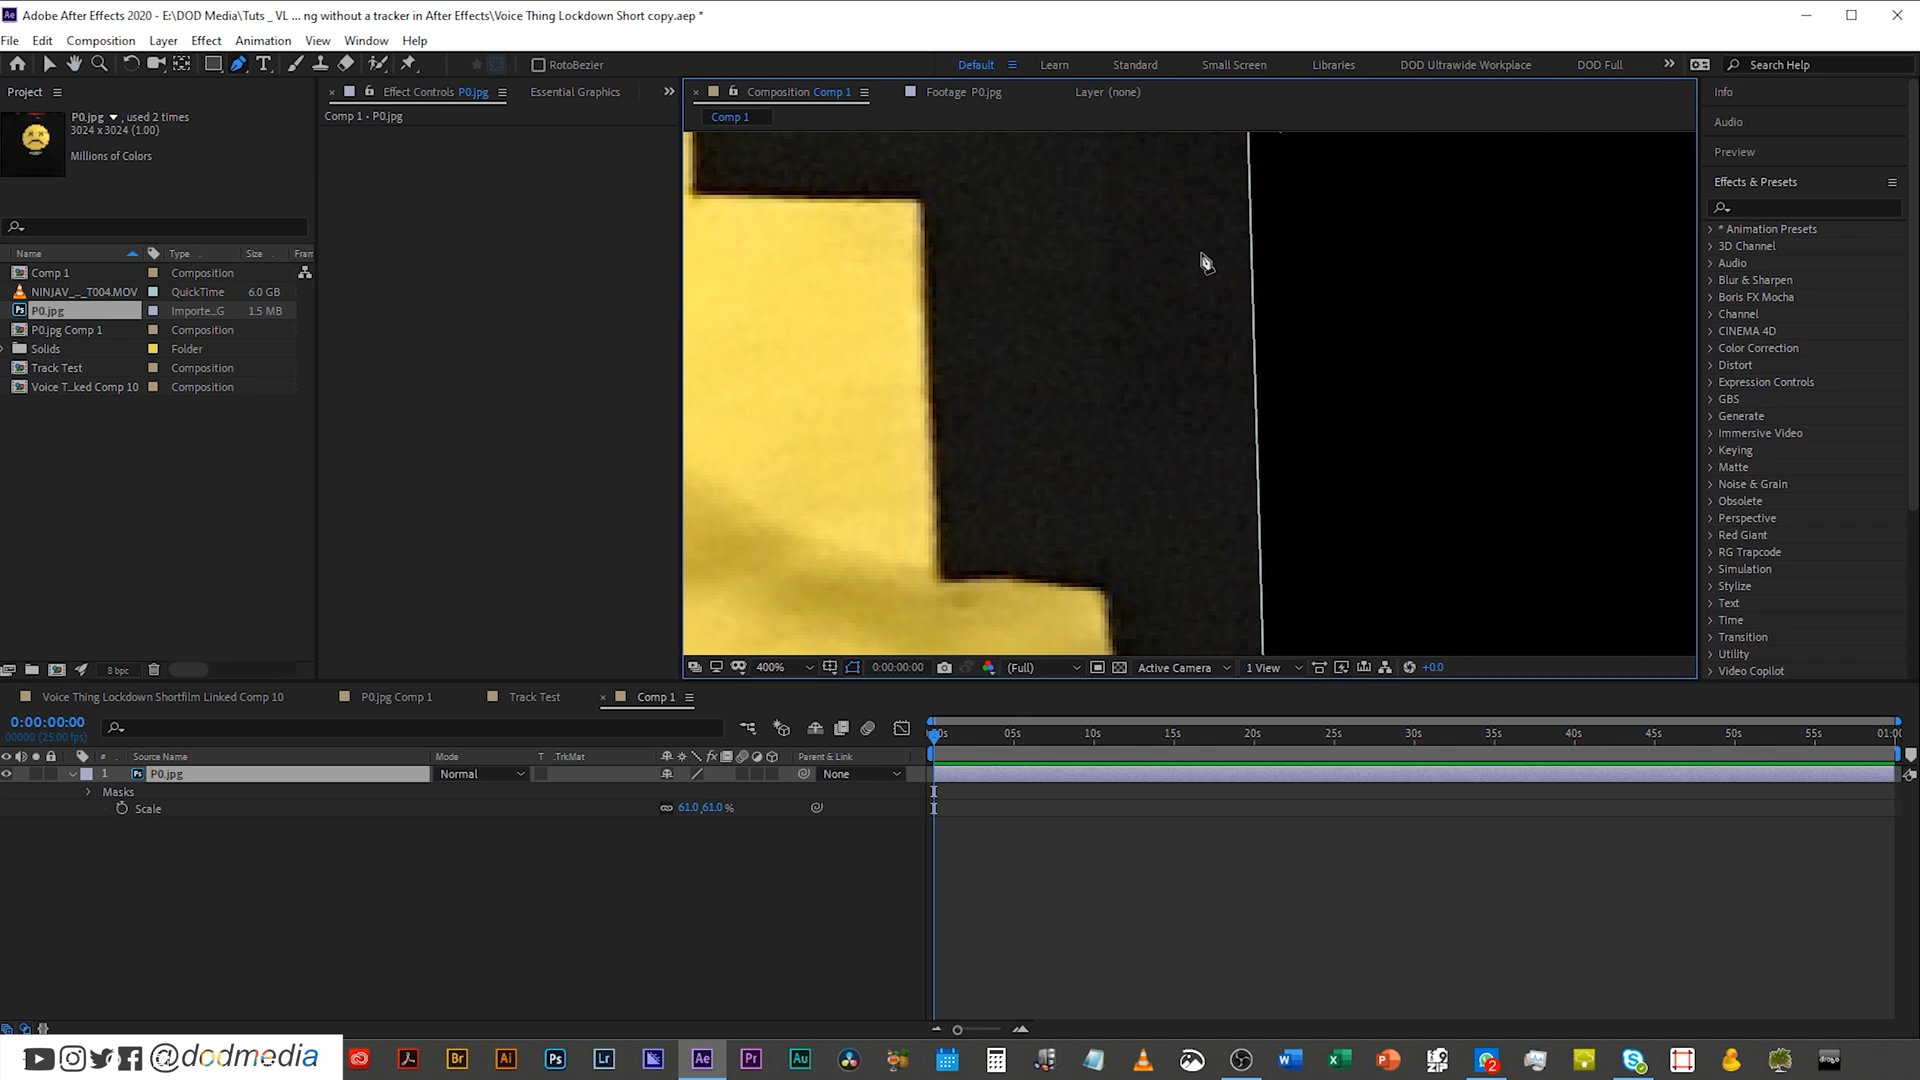 Adobe After Effects 2020 - E:\DOD Media\Tuts _ VL ... ng without a tracker in After Effects\Voice Thing Lockdown Short copy.aep *
File Edit Composition Layer Effect Animation View Window Help
RotoBezier Default Learn Standard Small Screen Libraries DOD Ultrawide Workplace DOD Full Search Help
Project Effect Controls P0.jpg Essential Graphics Composition Comp 1 Footage P0.jpg Layer (none) Info
P0.jpg , used 2 times Comp 1 • P0.jpg Comp 1
3024 x 3024 (1.00) Audio
Millions of Colors Preview
Effects & Presets
* Animation Presets
3D Channel
Audio
Blur & Sharpen
Boris FX Mocha
Channel
CINEMA 4D
Color Correction
Distort
Expression Controls
GBS
Generate
Immersive Video
Keying
Matte
Noise & Grain
Obsolete
Perspective
Red Giant
RG Trapcode
Simulation
Stylize
Text
Time
Transition
Utility
Video Copilot
Name Type Size Fram
Comp 1 Composition
NINJAV_..._T004.MOV QuickTime 6.0 GB
P0.jpg Importe...G 1.5 MB
P0.jpg Comp 1 Composition
Solids Folder
Track Test Composition
Voice T...ked Comp 10 Composition
8 bpc 400% 0:00:00:00 (Full) Active Camera 1 View +0.0
Voice Thing Lockdown Shortfilm Linked Comp 10 P0.jpg Comp 1 Track Test Comp 1
0:00:00:00
00000 (25.00 fps)
05s 10s 15s 20s 25s 30s 35s 40s 45s 50s 55s
# Source Name Mode T .TrkMat Parent & Link
1 P0.jpg Normal None
Masks
Scale 61.0,61.0 %
@dodmedia Br Ai Ps Lr Ae Pr Au 2